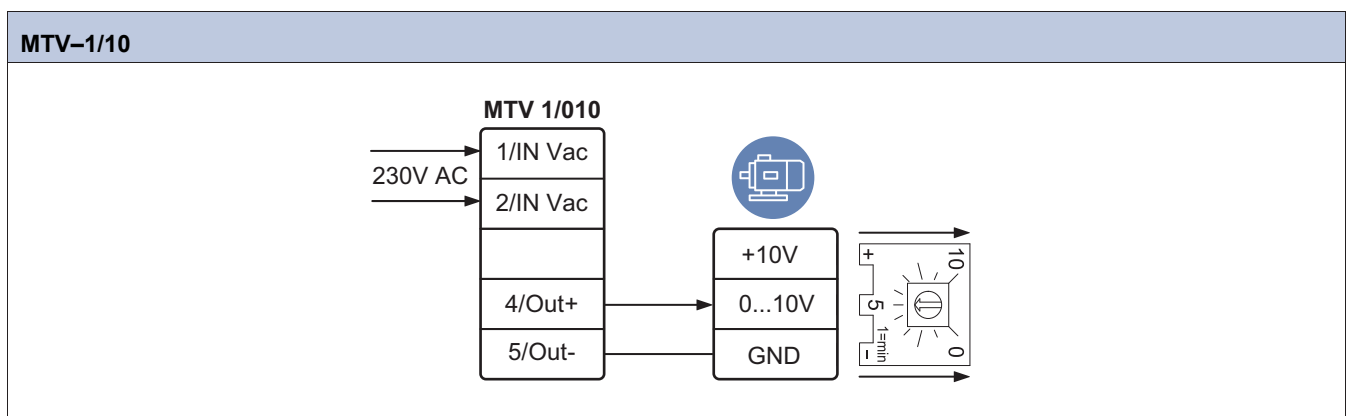 MTV–1/10
MTV 1/010
1/IN Vac
230V AC
2/IN Vac
4/Out+
5/Out-
+10V
0...10V
GND
+ 10
5
1=min
- 0